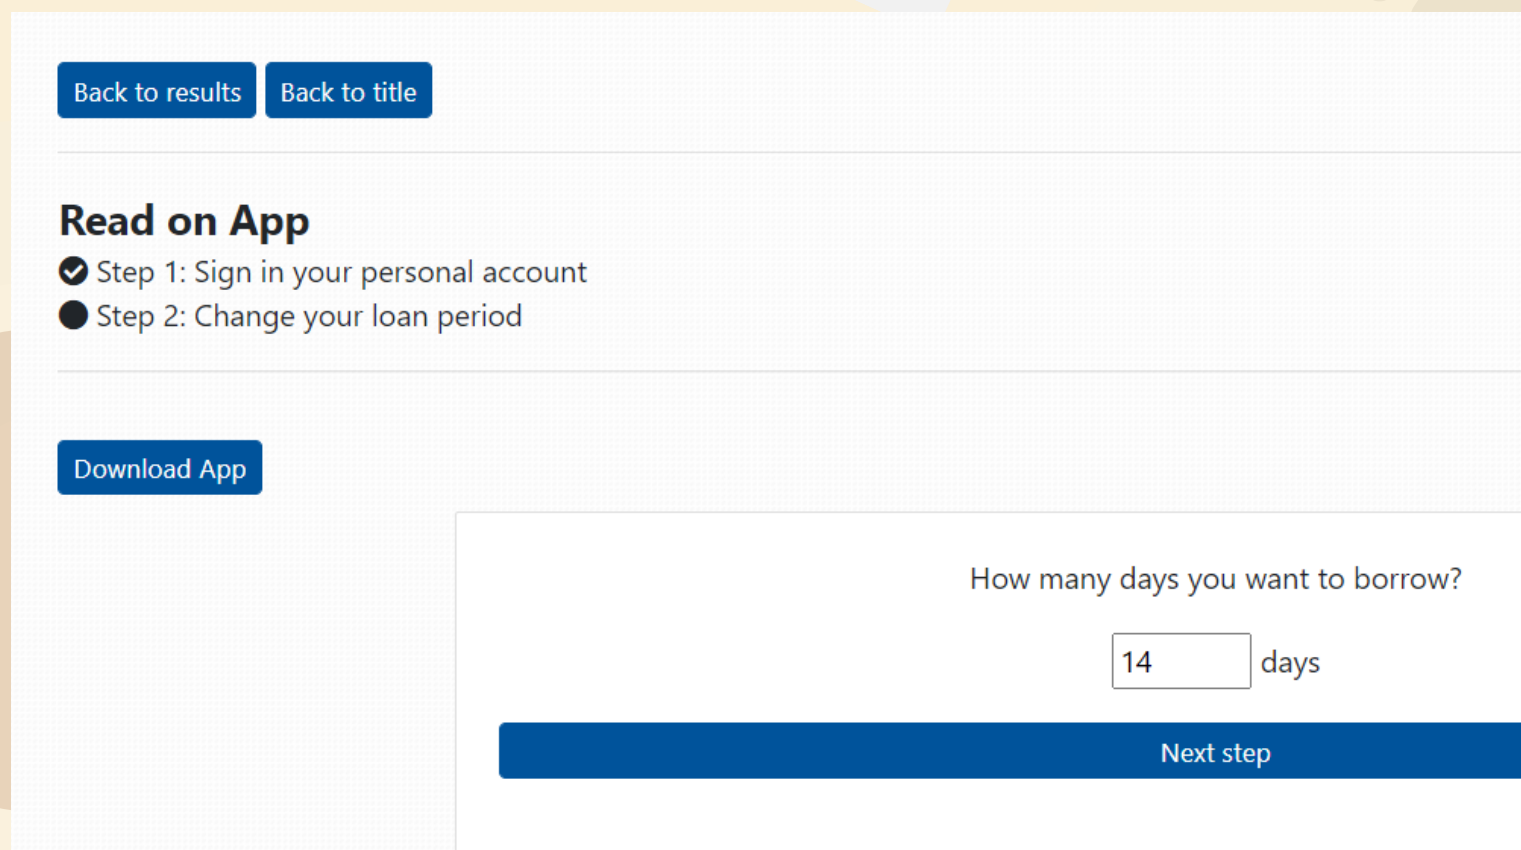 Back to results Back to title
Read on App
Step 1: Sign in your personal account
Step 2: Change your loan period
Download App
How many days you want to borrow?
14 days
Next step